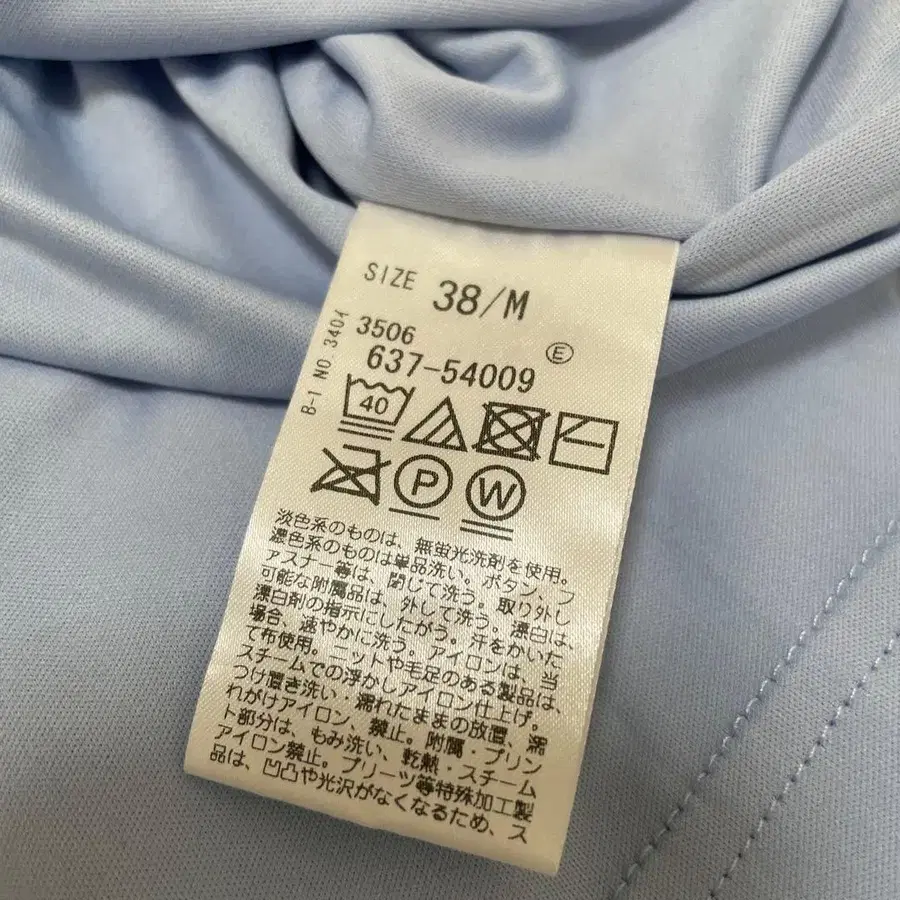 SIZE 38/M
B-1 NO.3404
3506
E
637-54009
40
P W
淡色系のものは、無蛍光洗剤を使用。
濃色系のものは単品洗い。ボタン、フ
ァスナー等は、閉じて洗う。取り外し
可能な附属品は、外して洗う。漂白は、
漂白剤の指示にしたがう。汗をかいた
場合、速やかに洗う。アイロンは、当
て布使用。ニットや毛足のある製品は、
スチームでの浮かしアイロン仕上げ。
つけ置き洗い・濡れたままの放置、濡
れがけアイロン、禁止。附属・プリン
ト部分は、もみ洗い、乾熱・スチーム
アイロン禁止。プリーツ等特殊加工製
品は、凹凸や光沢がなくなるため、ス